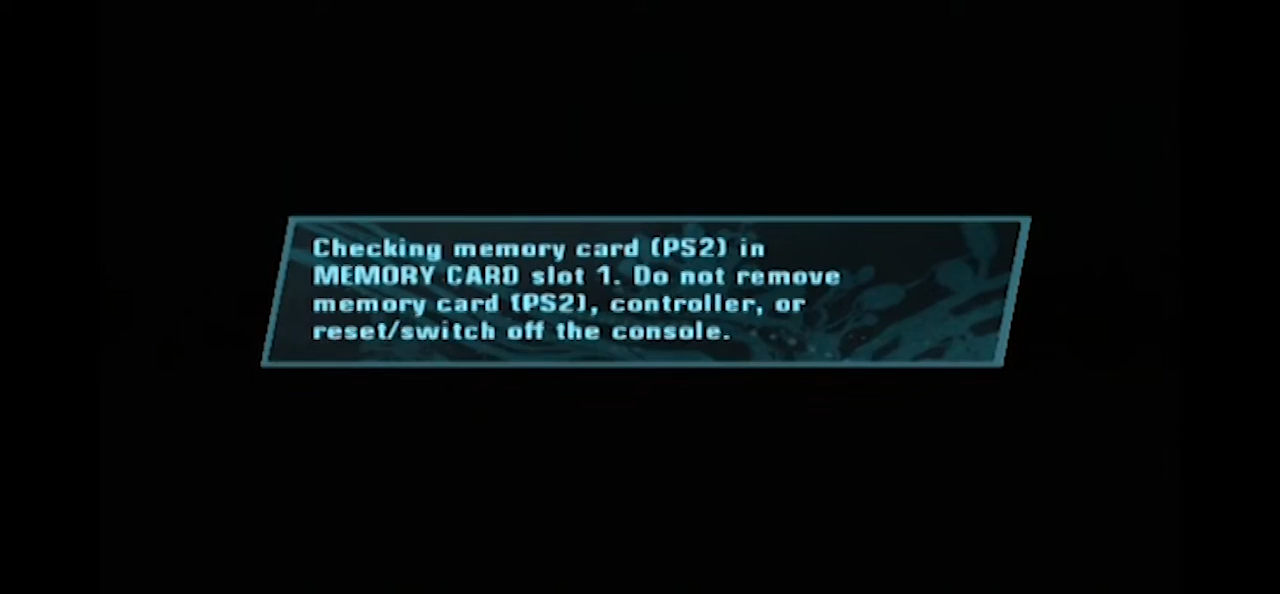 Checking memory card (PS2) in
MEMORY CARD slot 1. Do not remove
memory card (PS2), controller, or
reset/switch off the console.